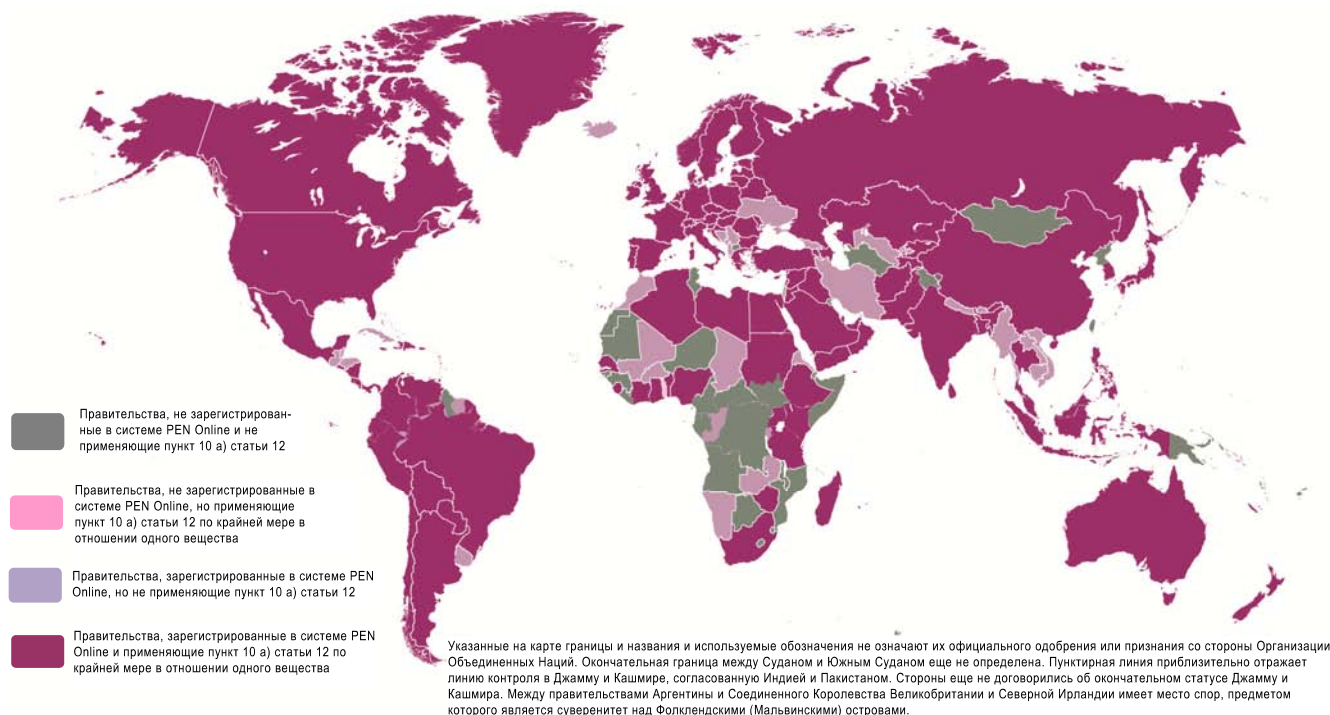 Правительства, не зарегистрирован-
ные в системе PEN Online и не
применяющие пункт 10 а) статьи 12
Правительства, не зарегистрированные в
системе PEN Online, но применяющие
пункт 10 а) статьи 12 по крайней мере в
отношении одного вещества
Правительства, зарегистрированные в системе PEN
Online, но не применяющие пункт 10 а) статьи 12
Правительства, зарегистрированные в системе PEN
Online и применяющие пункт 10 а) статьи 12 по
крайней мере в отношении одного вещества
Указанные на карте границы и названия и используемые обозначения не означают их официального одобрения или признания со стороны Организации
Объединенных Наций. Окончательная граница между Суданом и Южным Суданом еще не определена. Пунктирная линия приблизительно отражает
линию контроля в Джамму и Кашмире, согласованную Индией и Пакистаном. Стороны еще не договорились об окончательном статусе Джамму и
Кашмира. Между правительствами Аргентины и Соединенного Королевства Великобритании и Северной Ирландии имеет место спор, предметом
которого является суверенитет над Фолклендскими (Мальвинскими) островами.